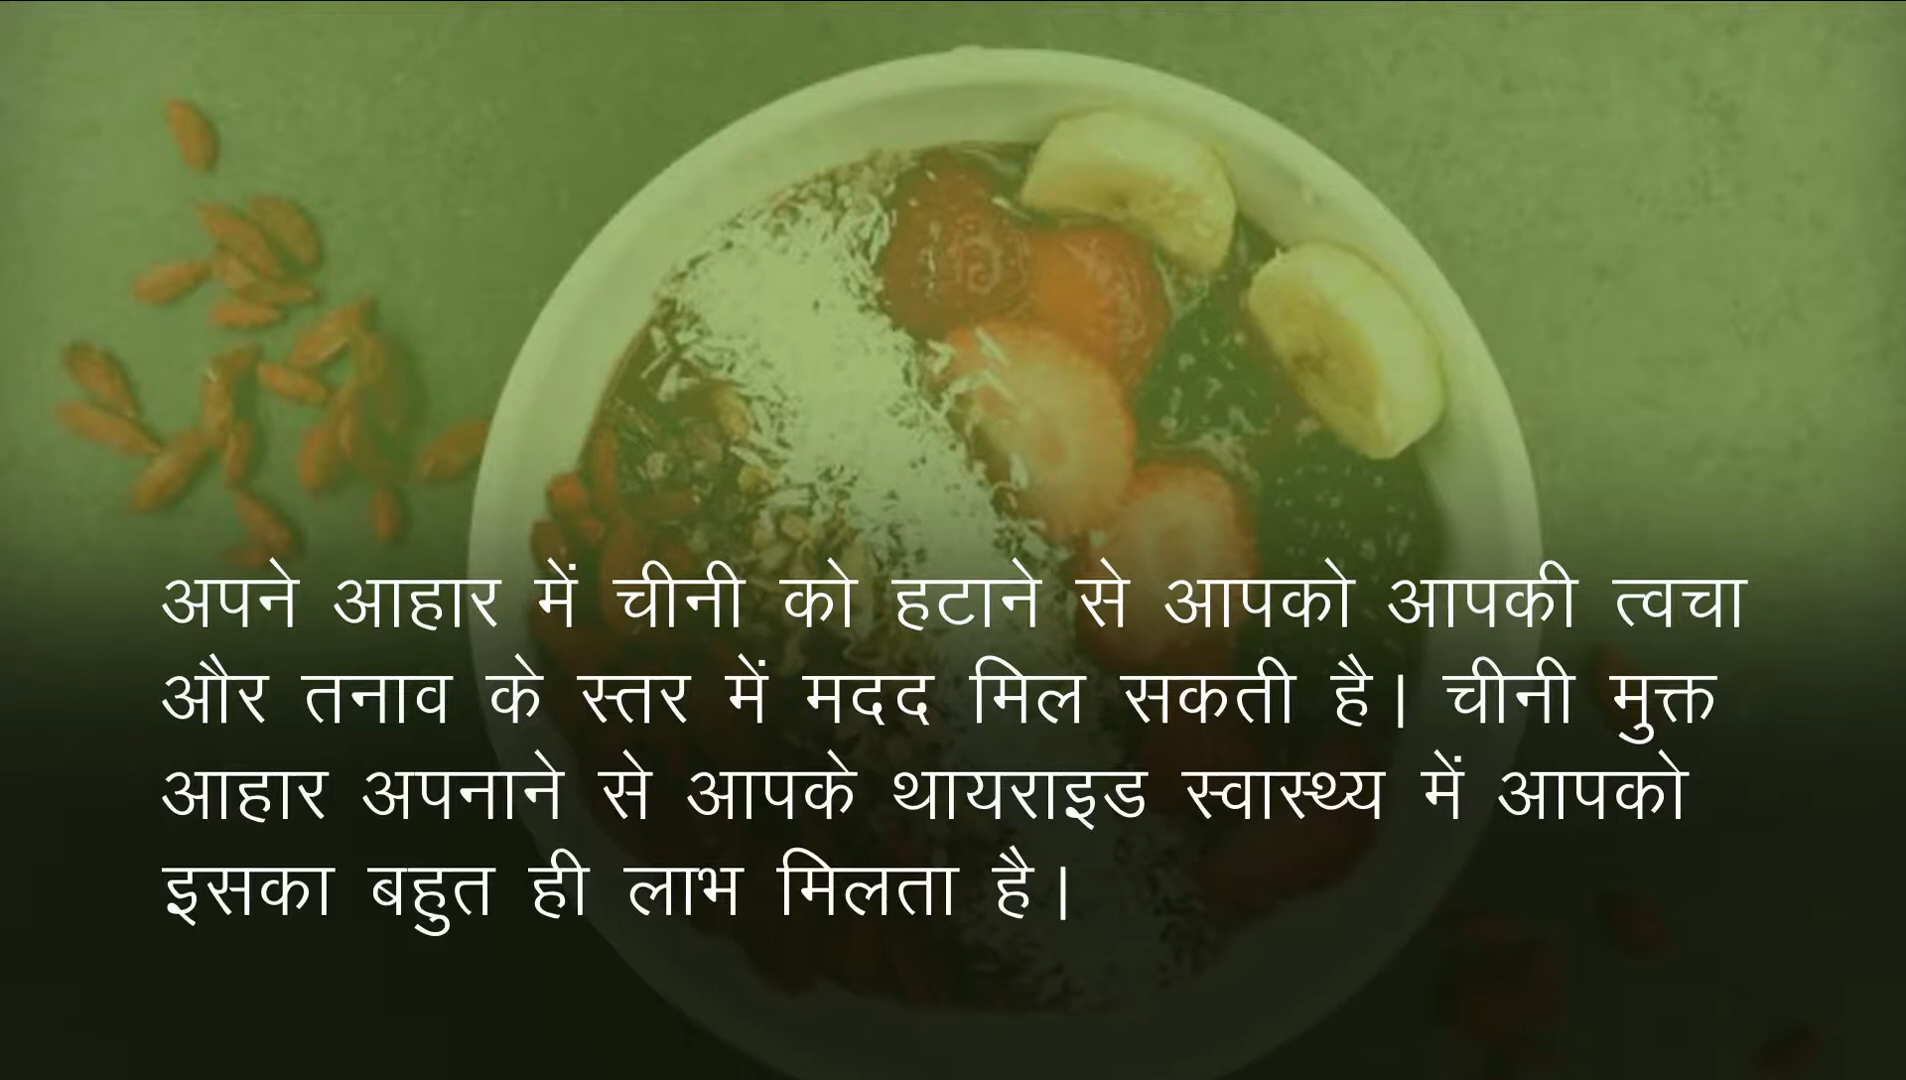 अपने आहार में चीनी को हटाने से आपको आपकी त्वचा
और तनाव के स्तर में मदद मिल सकती है। चीनी मुक्त
आहार अपनाने से आपके थायराइड स्वास्थ्य में आपको
इसका बहुत ही लाभ मिलता है।